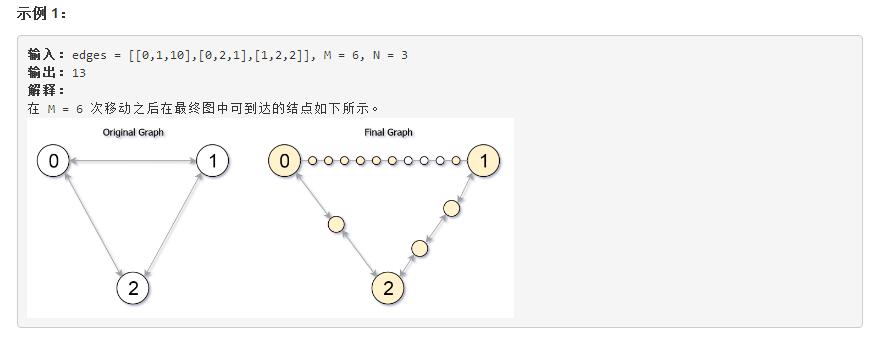 示例 1：
输入：edges = [[0,1,10],[0,2,1],[1,2,2]], M = 6, N = 3
输出：13
解释：
在 M = 6 次移动之后在最终图中可到达的结点如下所示。
Original Graph
Final Graph
0
1
0
1
2
2